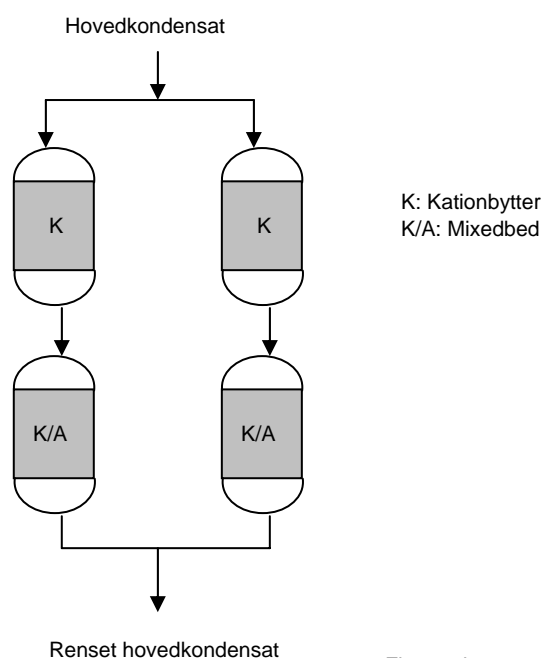 Hovedkondensat
K
K
K: Kationbytter
K/A: Mixedbed
K/A
K/A
Renset hovedkondensat